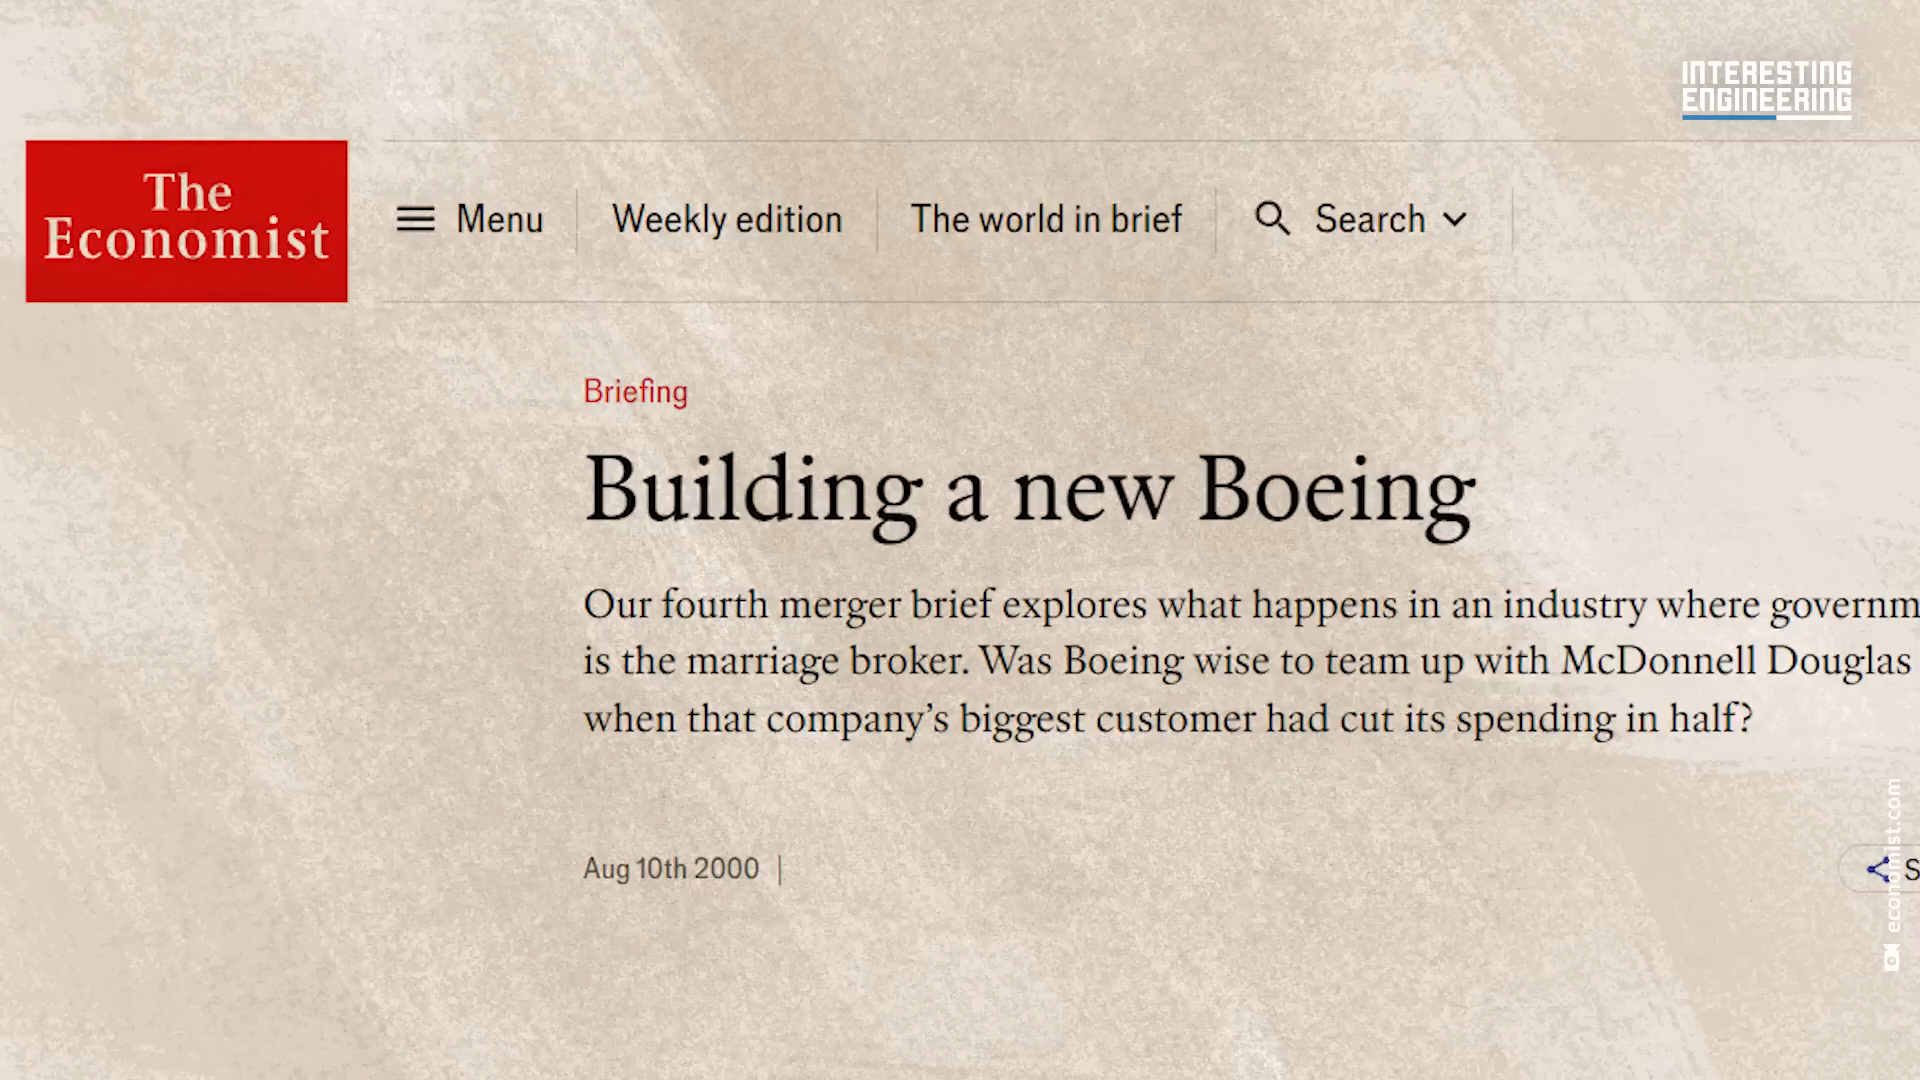 INTERESTING
ENGINEERING
The
Economist
Menu
Weekly edition
The world in brief
Search
Briefing
Building a new Boeing
Our fourth merger brief explores what happens in an industry where governm
is the marriage broker. Was Boeing wise to team up with McDonnell Douglas
when that company’s biggest customer had cut its spending in half?
Aug 10th 2000
S
economist.com